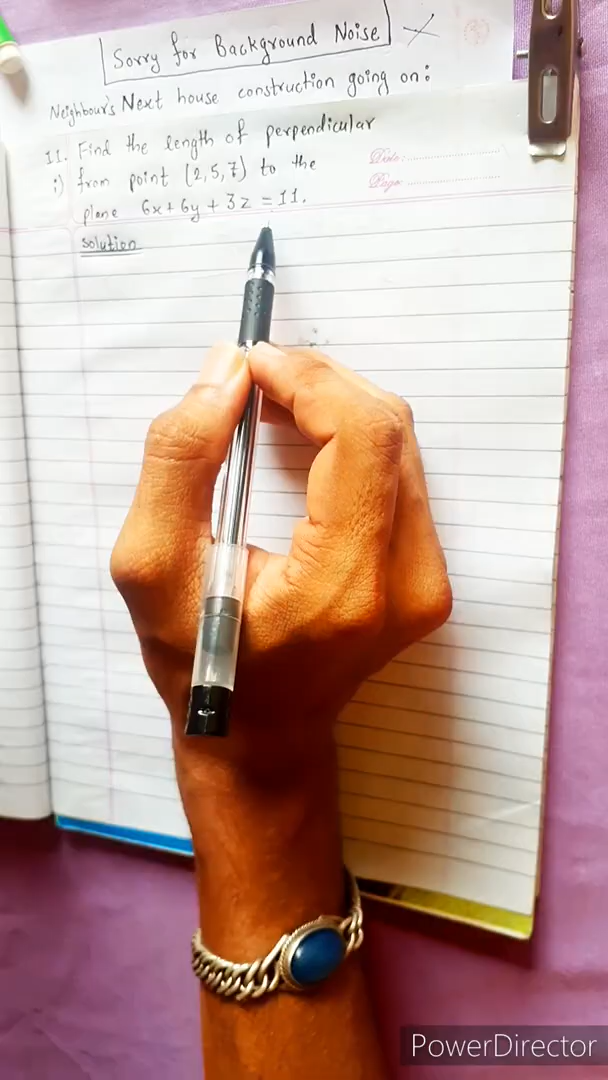 Sorry for Background Noise
Neighbour's Next house construction going on:
11. Find the length of perpendicular
i) from point (2,5,7) to the
plane 6x+6y+3z=11.
solution
Date:
Page:
PowerDirector